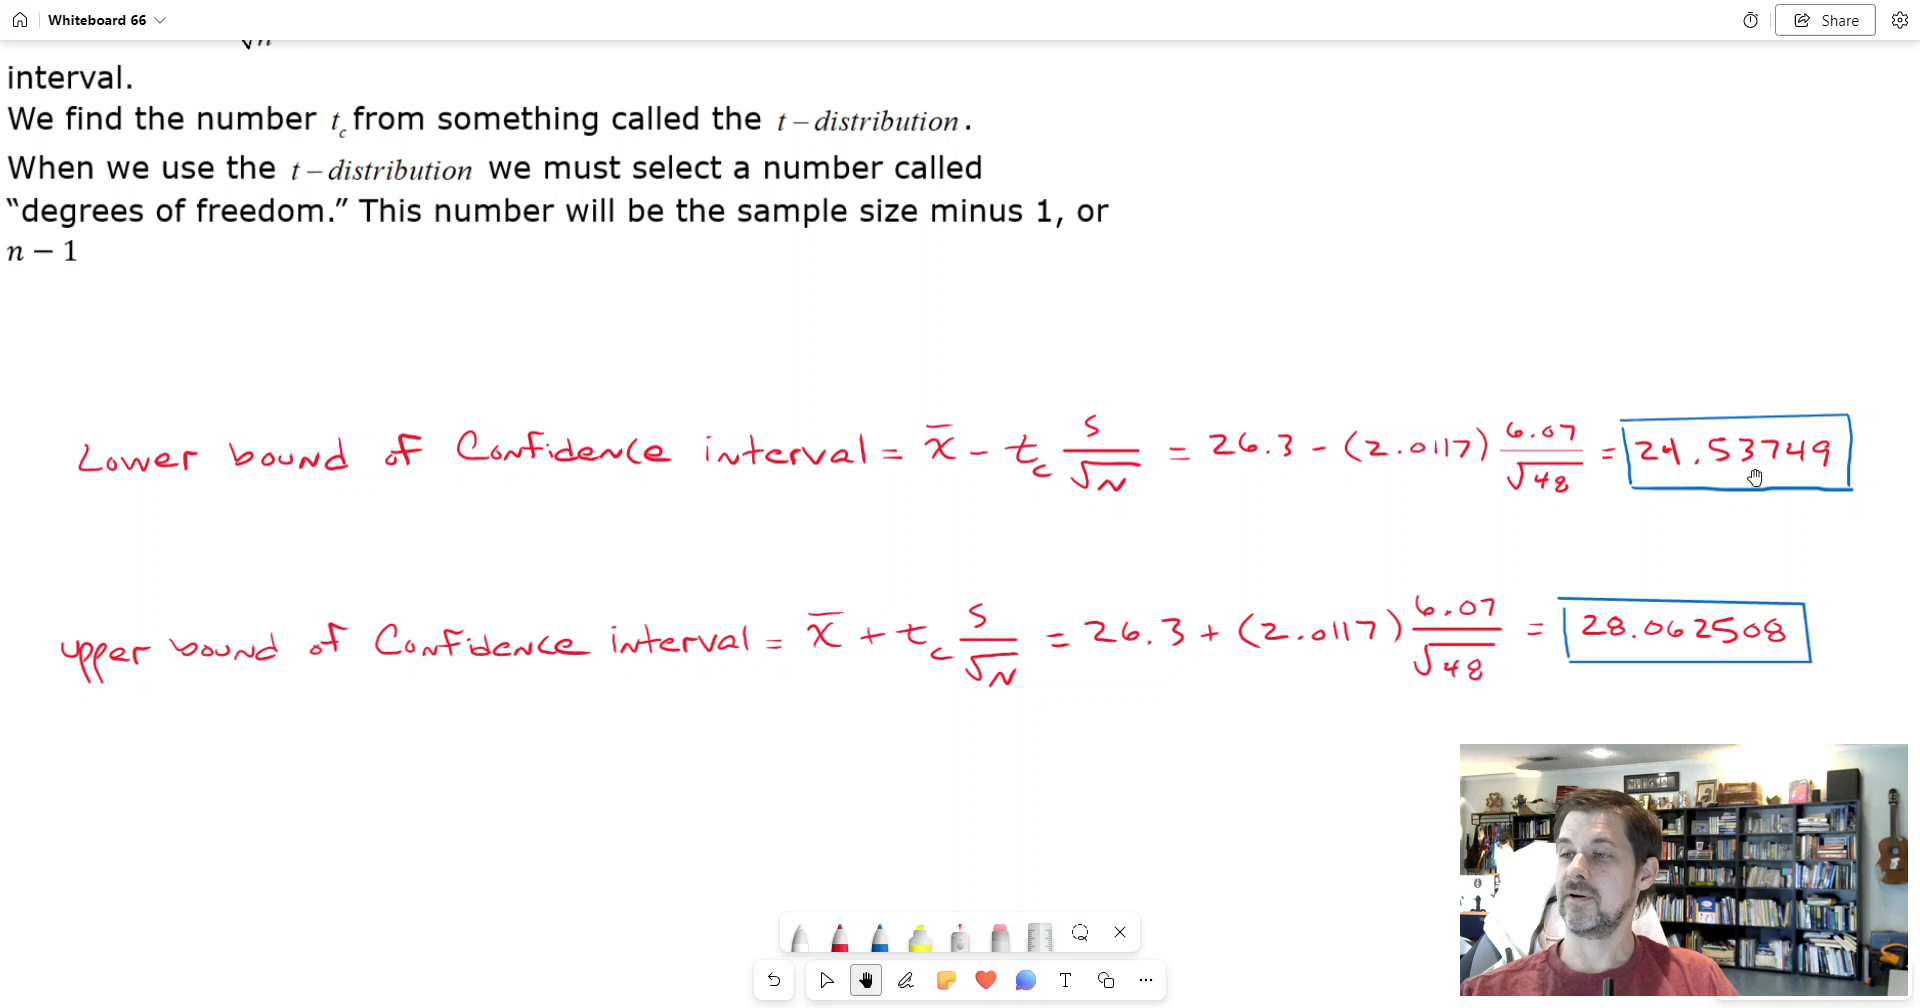 Whiteboard 66
Share
√n
interval.
We find the number t_c from something called the t – distribution.
When we use the t – distribution we must select a number called
“degrees of freedom.” This number will be the sample size minus 1, or
n − 1
Lower bound of Confidence interval = x̄ - t_c s/√N = 26.3 - (2.0117) 6.07/√48 = 24.53749
upper bound of Confidence interval = x̄ + t_c s/√N = 26.3 + (2.0117) 6.07/√48 = 28.062508
T